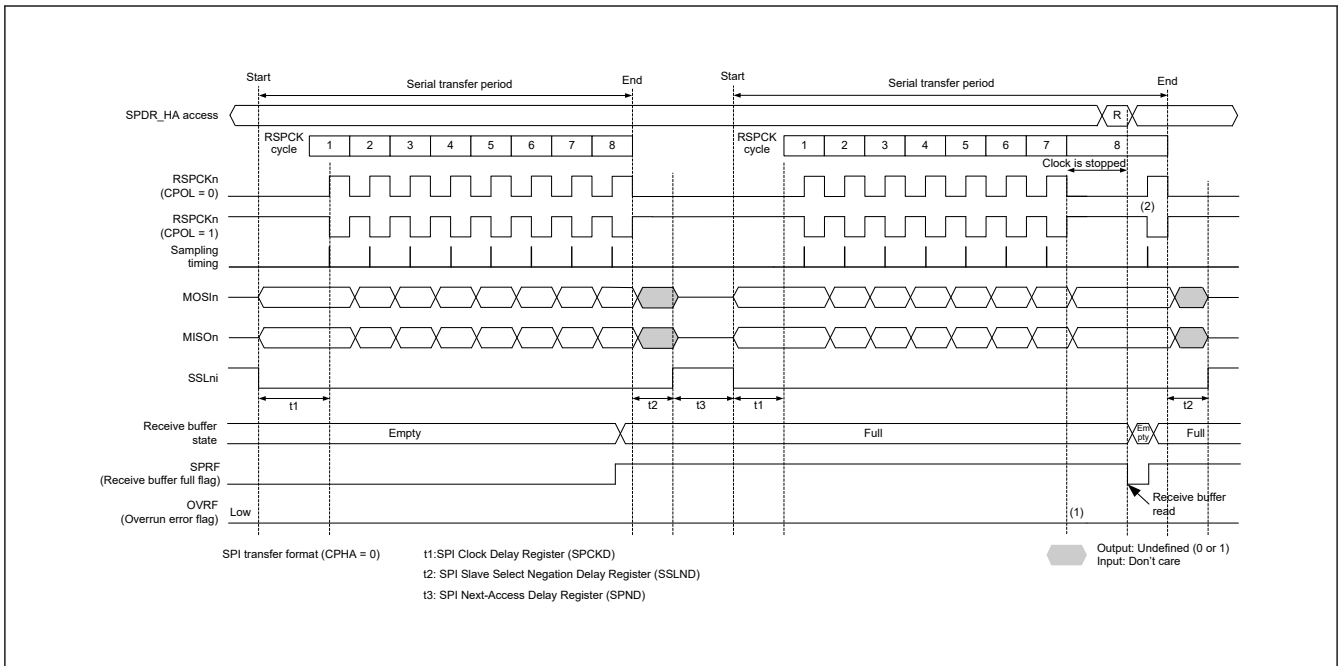 Start
Serial transfer period
End
Start
Serial transfer period
End
SPDR_HA access
R
RSPCK
cycle
1 2 3 4 5 6 7 8
RSPCK
cycle
1 2 3 4 5 6 7 8
Clock is stopped
RSPCKn
(CPOL = 0)
(2)
RSPCKn
(CPOL = 1)
Sampling
timing
MOSIn
MISOn
SSLni
t1
t2
t3
t1
t2
Receive buffer
state
Empty
Full
Em
pty
Full
SPRF
(Receive buffer full flag)
Receive buffer
read
OVRF
(Overrun error flag)
Low
(1)
SPI transfer format (CPHA = 0)
t1:SPI Clock Delay Register (SPCKD)
t2: SPI Slave Select Negation Delay Register (SSLND)
t3: SPI Next-Access Delay Register (SPND)
Output: Undefined (0 or 1)
Input: Don't care